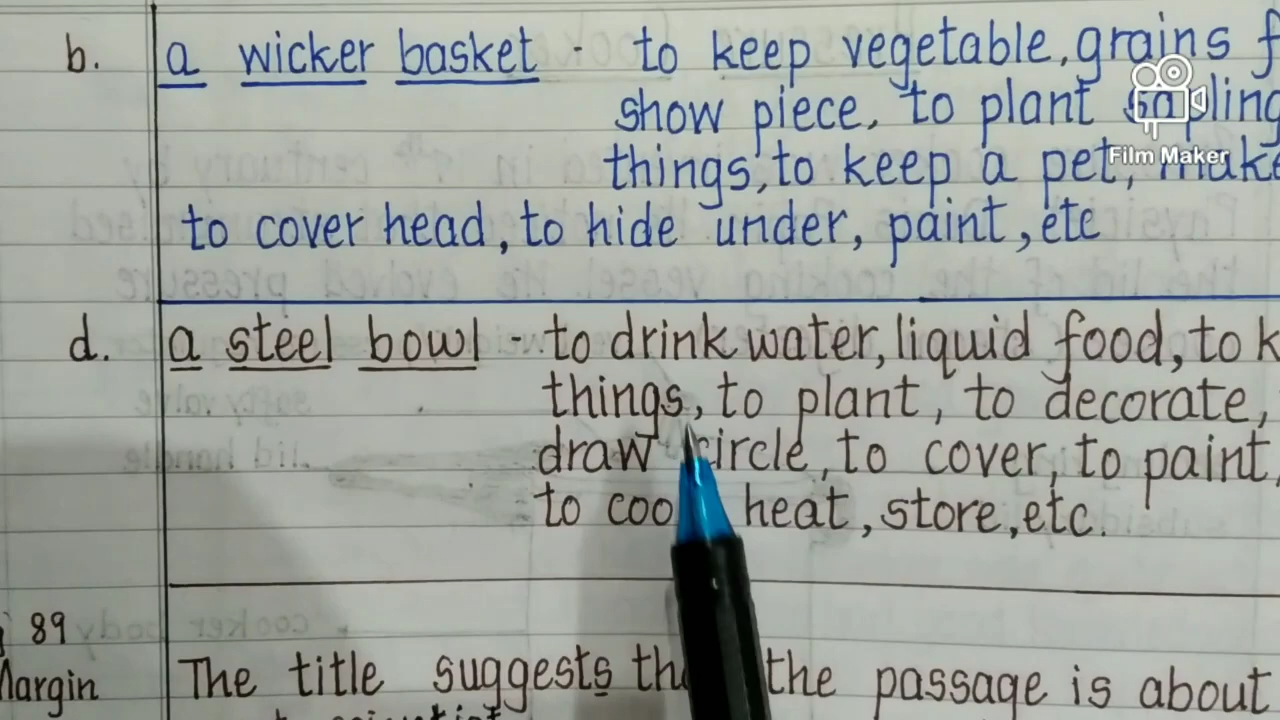 b. a wicker basket - to keep vegetable, grains f
show piece, to plant sapling
things, to keep a pet, make
to cover head, to hide under, paint, etc
d. a steel bowl - to drink water, liquid food, to k
things, to plant, to decorate,
draw circle, to cover, to paint,
to coo heat, store, etc.
89
Margin The title suggests the passage is about
Film Maker